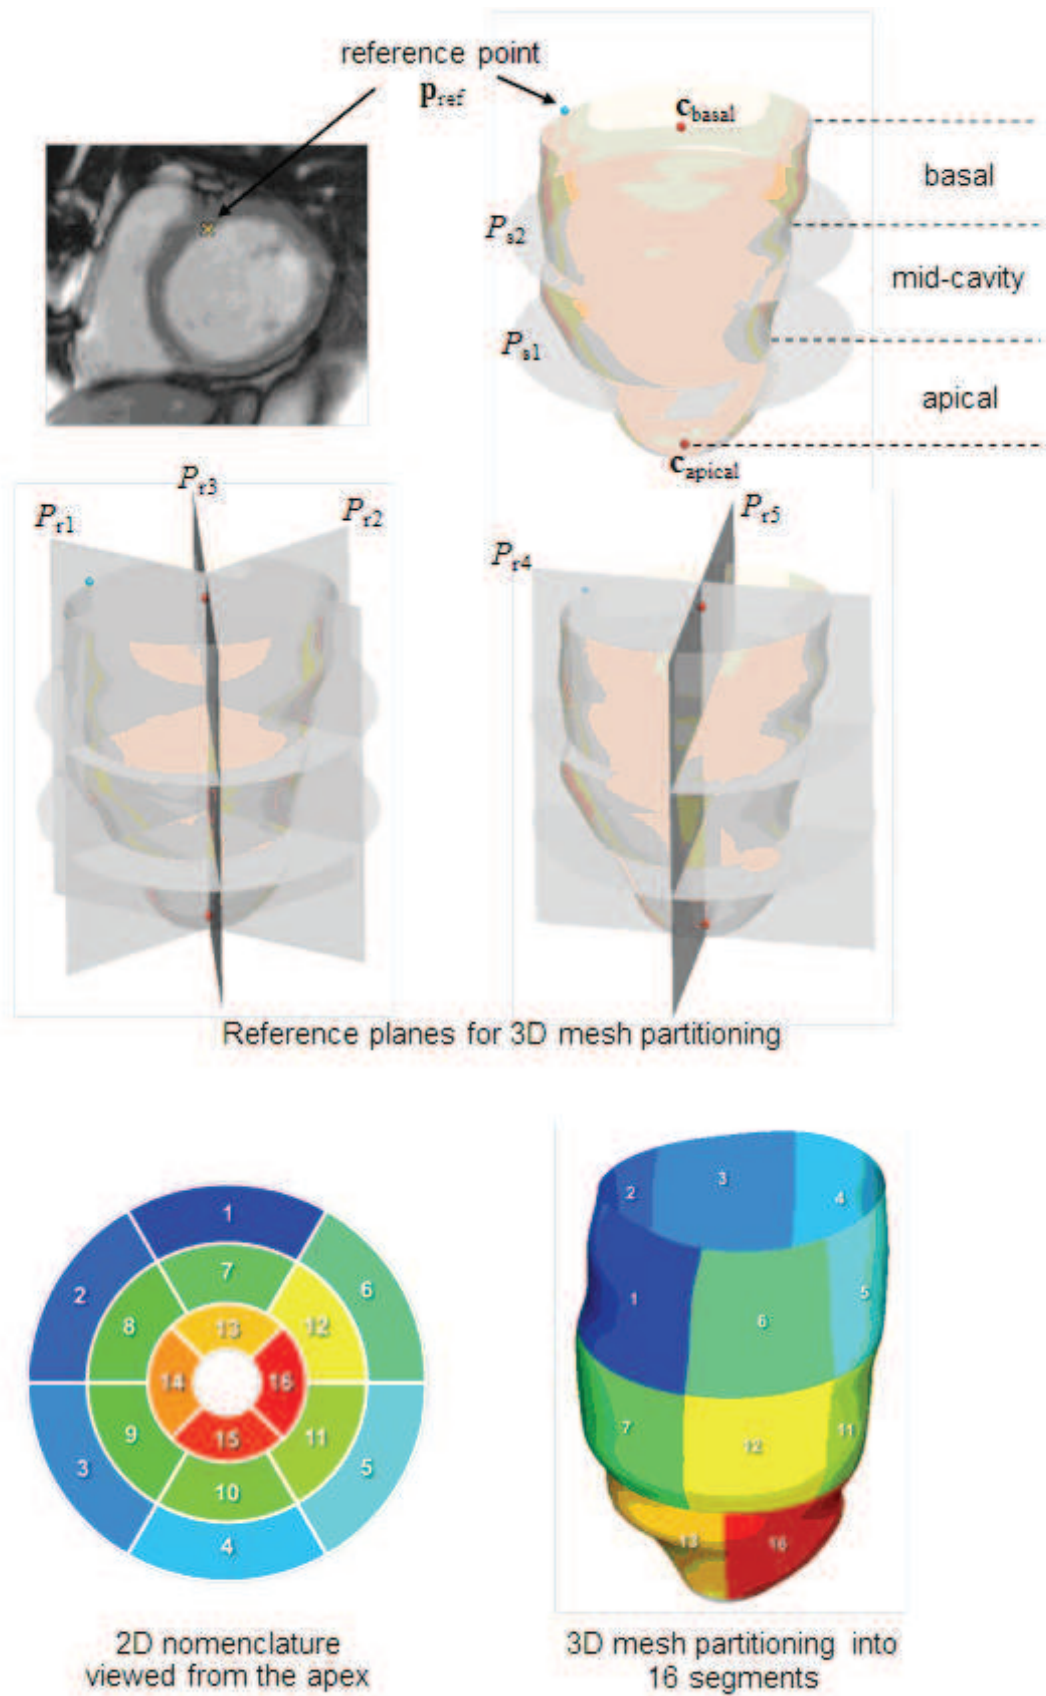 reference point
p_ref
c_basal
basal
P_s2
mid-cavity
P_s1
apical
c_apical
P_r3
P_r1
P_r2
P_r5
P_r4
Reference planes for 3D mesh partitioning
1
2
3
4
5
6
7
8
9
10
11
12
13
14
15
16
2
3
4
1
6
5
7
12
11
13
16
2D nomenclature
viewed from the apex
3D mesh partitioning into
16 segments